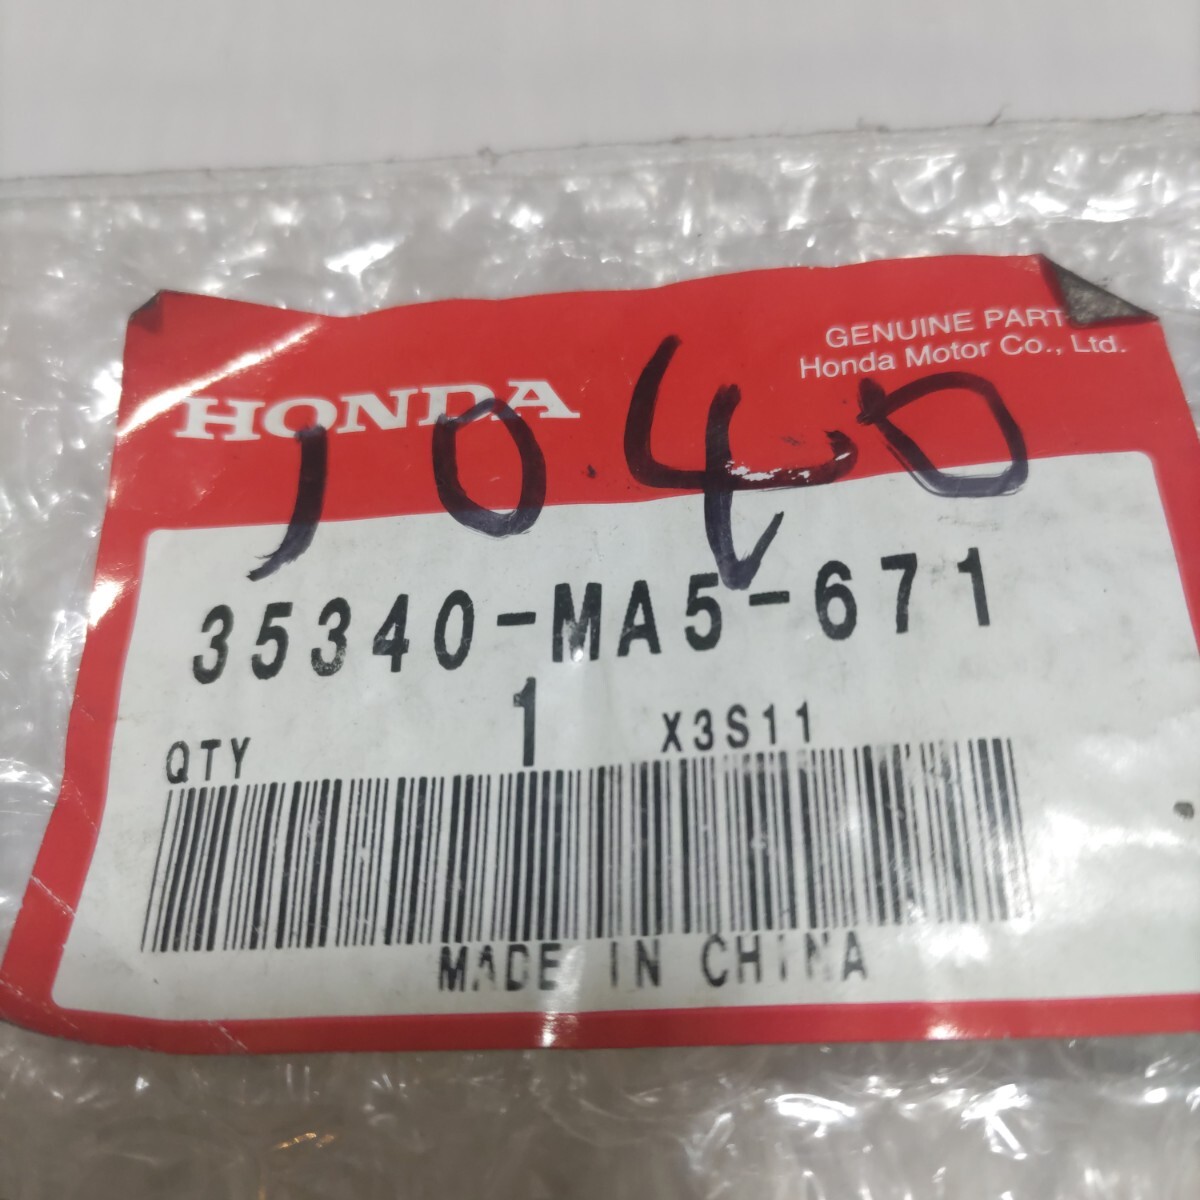 GENUINE PART
Honda Motor Co., Ltd.
HONDA
1040
35340-MA5-671
QTY 1 X3S11
MADE IN CHINA